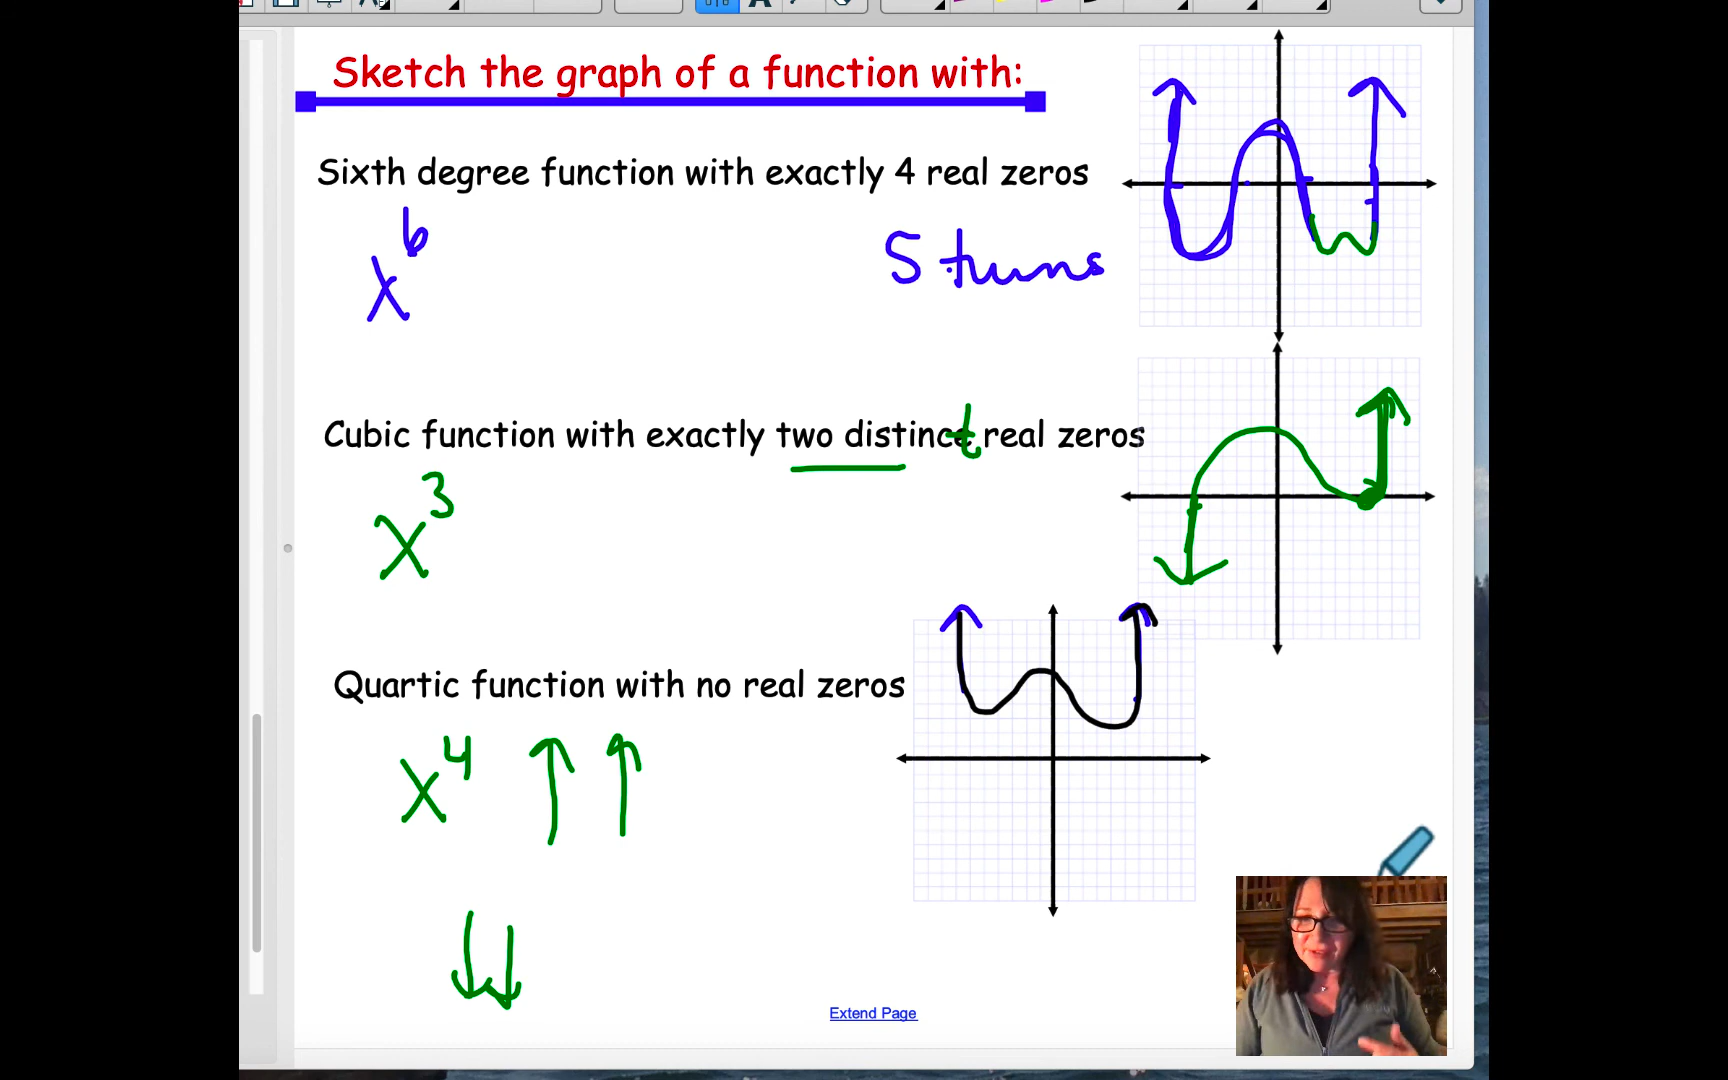 Sketch the graph of a function with:
Sixth degree function with exactly 4 real zeros
x⁶
5 turns
Cubic function with exactly two distinct real zeros
x³
Quartic function with no real zeros
x⁴
Extend Page